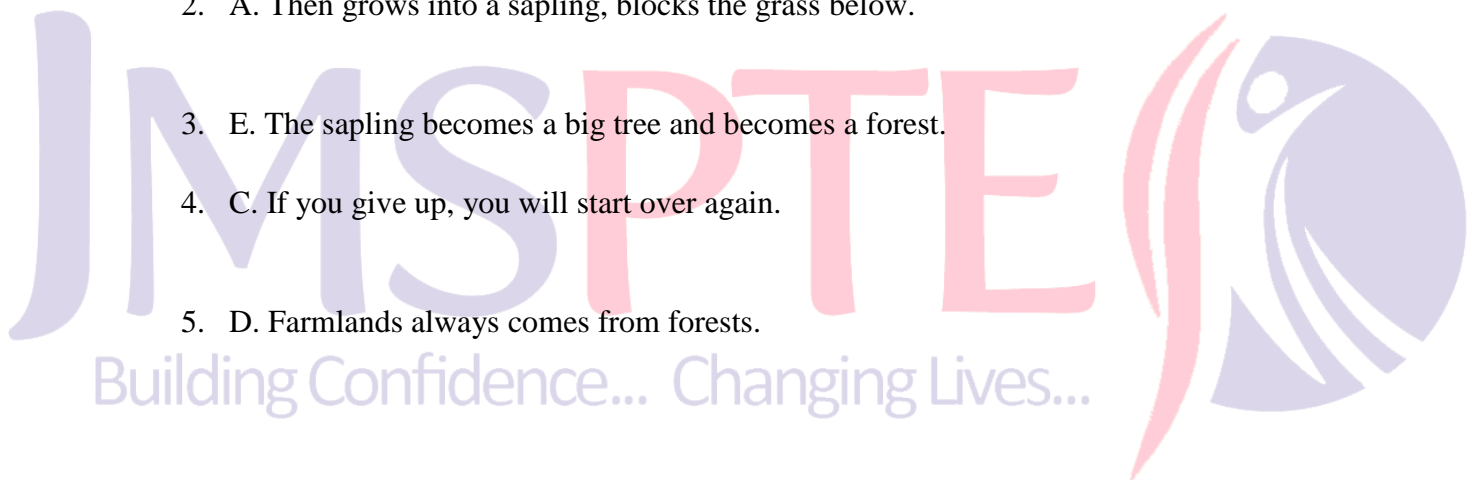 2. A. Then grows into a sapling, blocks the grass below.
3. E. The sapling becomes a big tree and becomes a forest.
4. C. If you give up, you will start over again.
5. D. Farmlands always comes from forests.
JMSPTE
Building Confidence... Changing Lives...